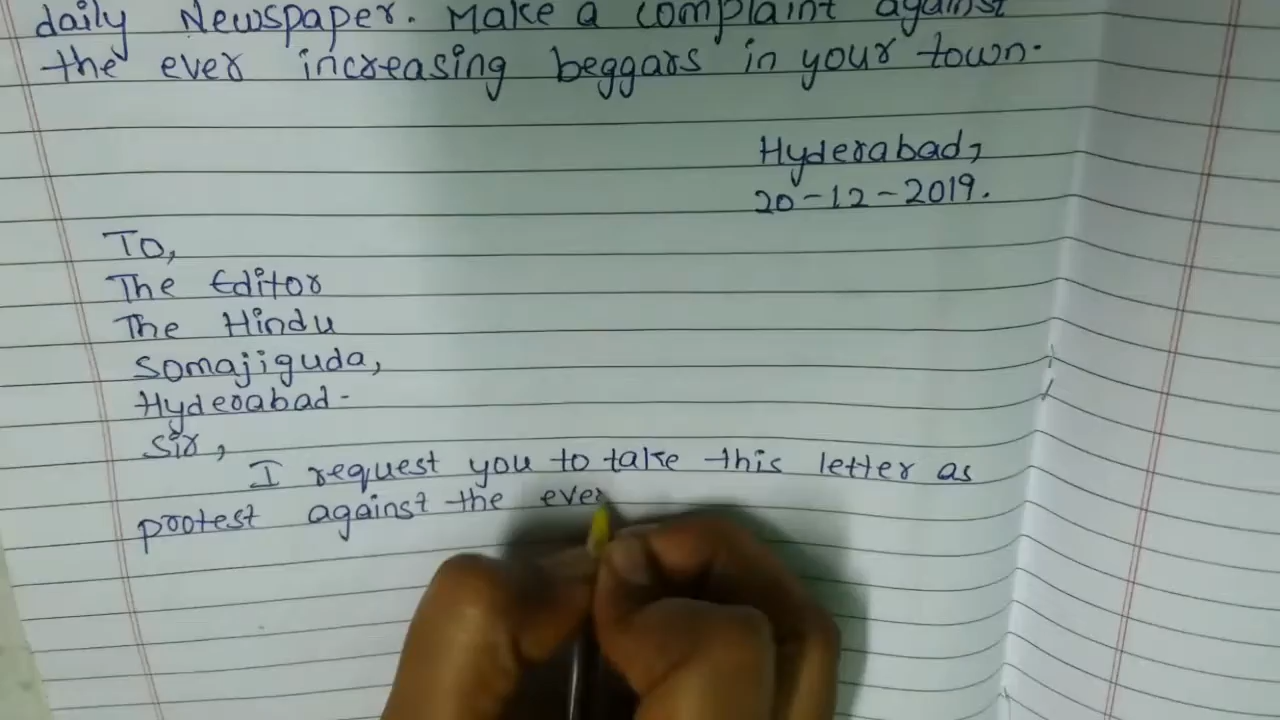 daily Newspaper. Make a complaint against
the ever increasing beggars in your town.
Hyderabad,
20-12-2019.
To,
The Editor
The Hindu
Somajiguda,
Hyderabad-
Sir,
I request you to take this letter as
protest against the ever